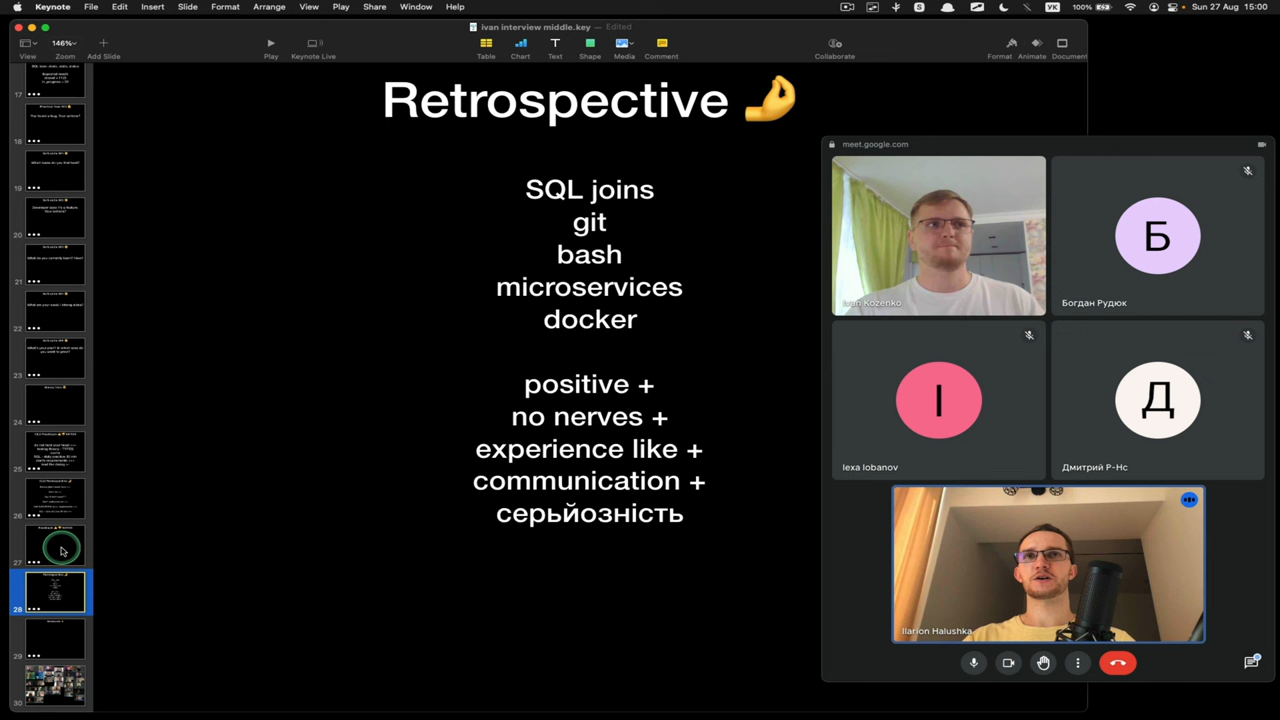 Keynote File Edit Insert Slide Format Arrange View Play Share Window Help
100% УК Sun 27 Aug 15:00
ivan interview middle.key — Edited
146%
View Zoom Add Slide Play Keynote Live Table Chart Text Shape Media Comment Collaborate Format Animate Document
Retrospective 🤌
SQL joins
git
bash
microservices
docker
positive +
no nerves +
experience like +
communication +
серьйозність
17
18
19
20
21
22
23
24
25
26
27
28
29
30
meet.google.com
Ivan Kozenko
Б
Богдан Рудюк
I
lexa lobanov
Д
Дмитрий Р-Нс
Ilarion Halushka